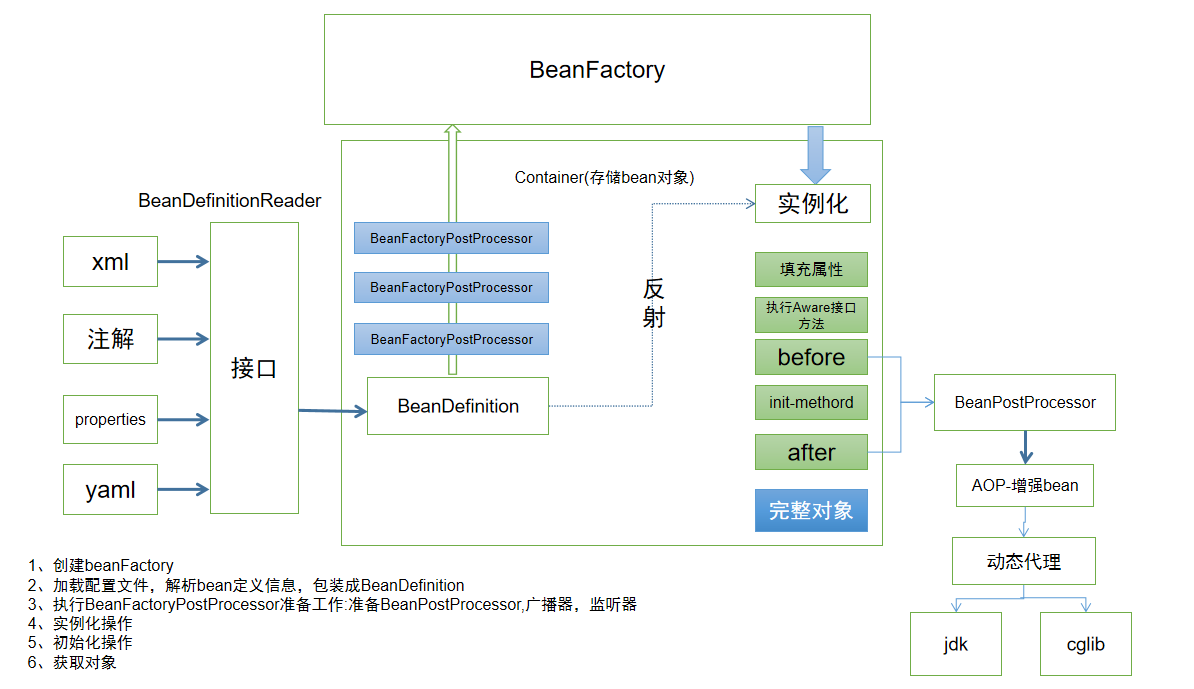 BeanFactory
Container(存储bean对象)
BeanDefinitionReader
xml
注解
properties
yaml
接口
BeanFactoryPostProcessor
BeanFactoryPostProcessor
BeanFactoryPostProcessor
BeanDefinition
反
射
实例化
填充属性
执行Aware接口
方法
before
init-methord
after
完整对象
BeanPostProcessor
AOP-增强bean
动态代理
jdk
cglib
1、创建beanFactory
2、加载配置文件，解析bean定义信息，包装成BeanDefinition
3、执行BeanFactoryPostProcessor准备工作:准备BeanPostProcessor,广播器，监听器
4、实例化操作
5、初始化操作
6、获取对象